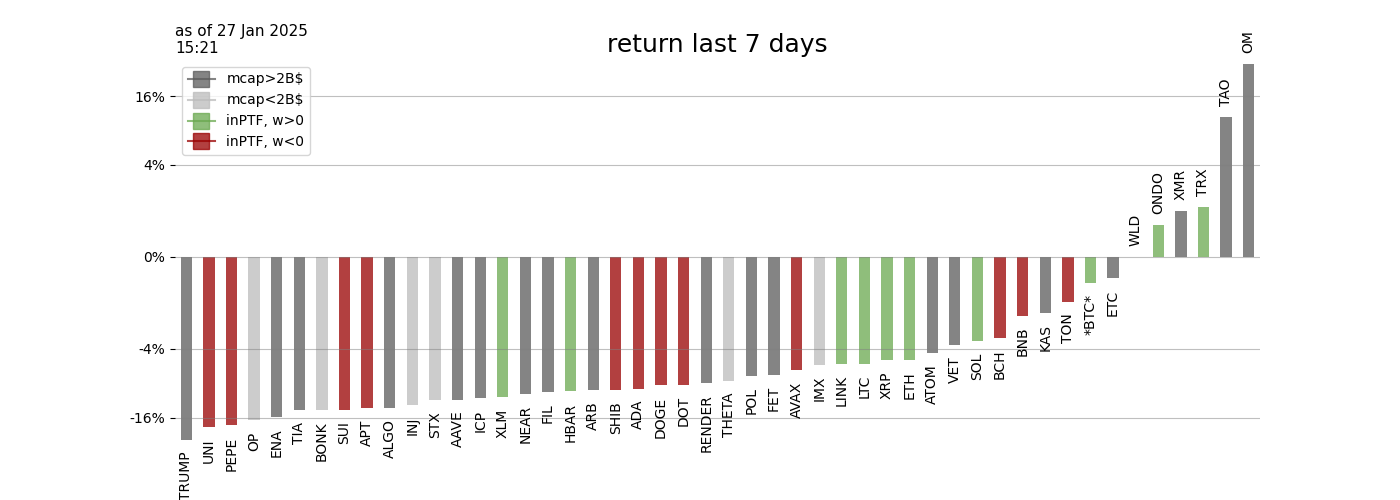 as of 27 Jan 2025
15:21
return last 7 days
mcap>2B$
mcap<2B$
inPTF, w>0
inPTF, w<0
16%
4%
0%
-4%
-16%
TRUMP
UNI
PEPE
OP
ENA
TIA
BONK
SUI
APT
ALGO
INJ
STX
AAVE
ICP
XLM
NEAR
FIL
HBAR
ARB
SHIB
ADA
DOGE
DOT
RENDER
THETA
POL
FET
AVAX
IMX
LINK
LTC
XRP
ETH
ATOM
VET
SOL
BCH
BNB
KAS
TON
*BTC*
ETC
WLD
ONDO
XMR
TRX
TAO
OM